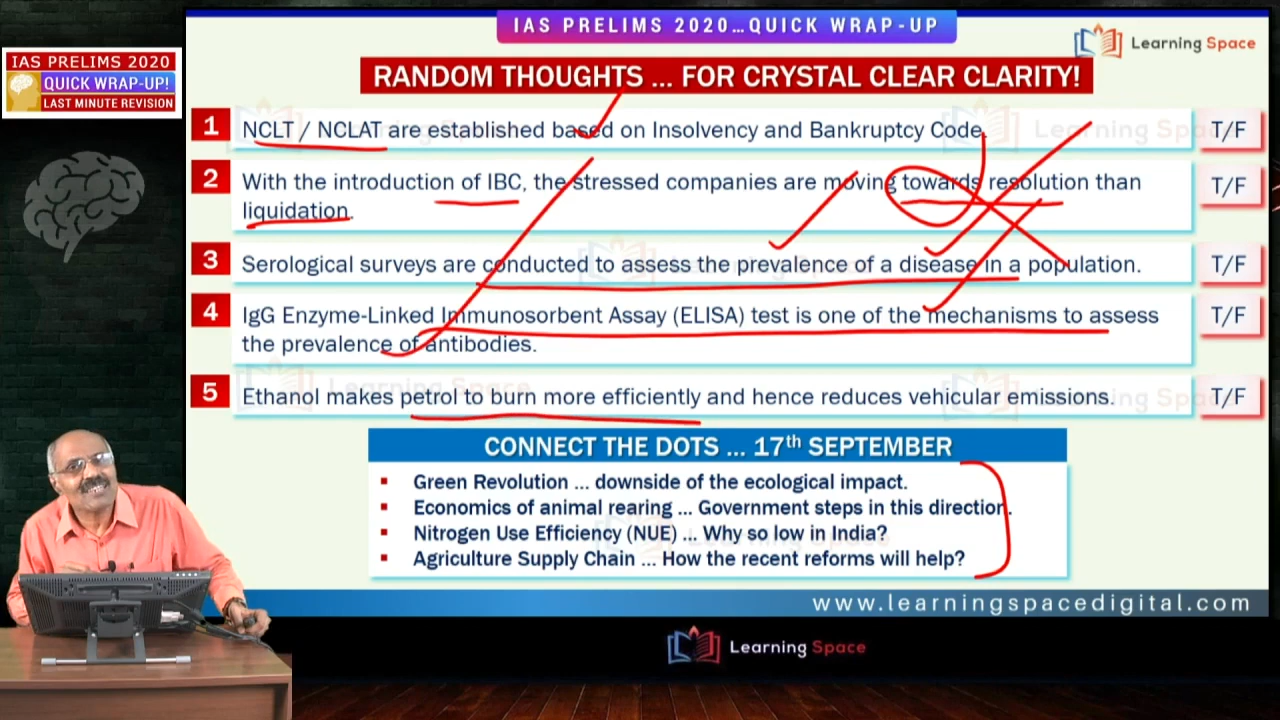 IAS PRELIMS 2020...QUICK WRAP-UP
Learning Space
IAS PRELIMS 2020
QUICK WRAP-UP!
LAST MINUTE REVISION
RANDOM THOUGHTS ... FOR CRYSTAL CLEAR CLARITY!
1 NCLT / NCLAT are established based on Insolvency and Bankruptcy Code. T/F
2 With the introduction of IBC, the stressed companies are moving towards resolution than T/F
liquidation.
3 Serological surveys are conducted to assess the prevalence of a disease in a population. T/F
4 IgG Enzyme-Linked Immunosorbent Assay (ELISA) test is one of the mechanisms to assess T/F
the prevalence of antibodies.
5 Ethanol makes petrol to burn more efficiently and hence reduces vehicular emissions. T/F
CONNECT THE DOTS ... 17th SEPTEMBER
▪ Green Revolution ... downside of the ecological impact.
▪ Economics of animal rearing ... Government steps in this direction.
▪ Nitrogen Use Efficiency (NUE) ... Why so low in India?
▪ Agriculture Supply Chain ... How the recent reforms will help?
www.learningspacedigital.com
Learning Space